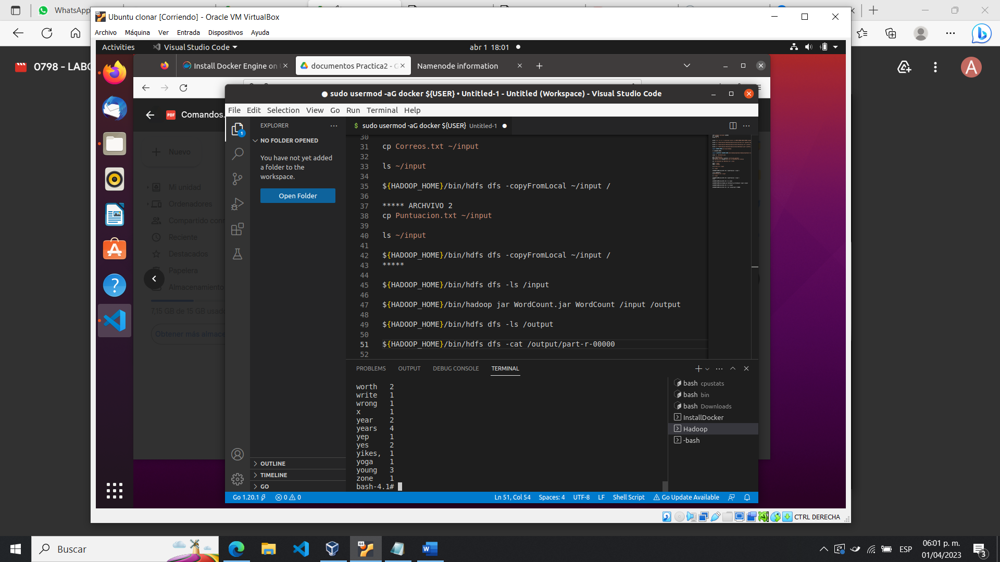 WhatsApp
Ubuntu clonar [Corriendo] - Oracle VM VirtualBox
Archivo Máquina Ver Entrada Dispositivos Ayuda
Activities Visual Studio Code abr 1 18:01
0798 - LABO
A
Install Docker Engine on
documentos Practica2 - G
Namenode information
PDF Comandos.
sudo usermod -aG docker ${USER} • Untitled-1 - Untitled (Workspace) - Visual Studio Code
File Edit Selection View Go Run Terminal Help
Nuevo
Mi unidad
Ordenadores
Compartido con
Reciente
Destacados
Papelera
Almacenamiento
7,15 GB de 15 GB usado
Obtener más almace
1
EXPLORER
NO FOLDER OPENED
You have not yet added
a folder to the
workspace.
Open Folder
OUTLINE
TIMELINE
GO
$ sudo usermod -aG docker ${USER} Untitled-1
30
31 cp Correos.txt ~/input
32
33 ls ~/input
34
35 ${HADOOP_HOME}/bin/hdfs dfs -copyFromLocal ~/input /
36
37 ***** ARCHVIVO 2
38 cp Puntuacion.txt ~/input
39
40 ls ~/input
41
42 ${HADOOP_HOME}/bin/hdfs dfs -copyFromLocal ~/input /
43 *****
44
45 ${HADOOP_HOME}/bin/hdfs dfs -ls /input
46
47 ${HADOOP_HOME}/bin/hadoop jar WordCount.jar WordCount /input /output
48
49 ${HADOOP_HOME}/bin/hdfs dfs -ls /output
50
51 ${HADOOP_HOME}/bin/hdfs dfs -cat /output/part-r-00000
52
PROBLEMS OUTPUT DEBUG CONSOLE TERMINAL
worth 2
write 1
wrong 1
x 1
year 2
years 4
yep 1
yes 2
yikes, 1
yoga 1
young 3
zone 1
bash-4.1#
bash cpustats
bash bin
bash Downloads
InstallDocker
Hadoop
-bash
Go 1.20.1 0 0 Ln 51, Col 54 Spaces: 4 UTF-8 LF Shell Script Go Update Available
CTRL DERECHA
Buscar
64
ESP
06:01 p. m.
01/04/2023
3